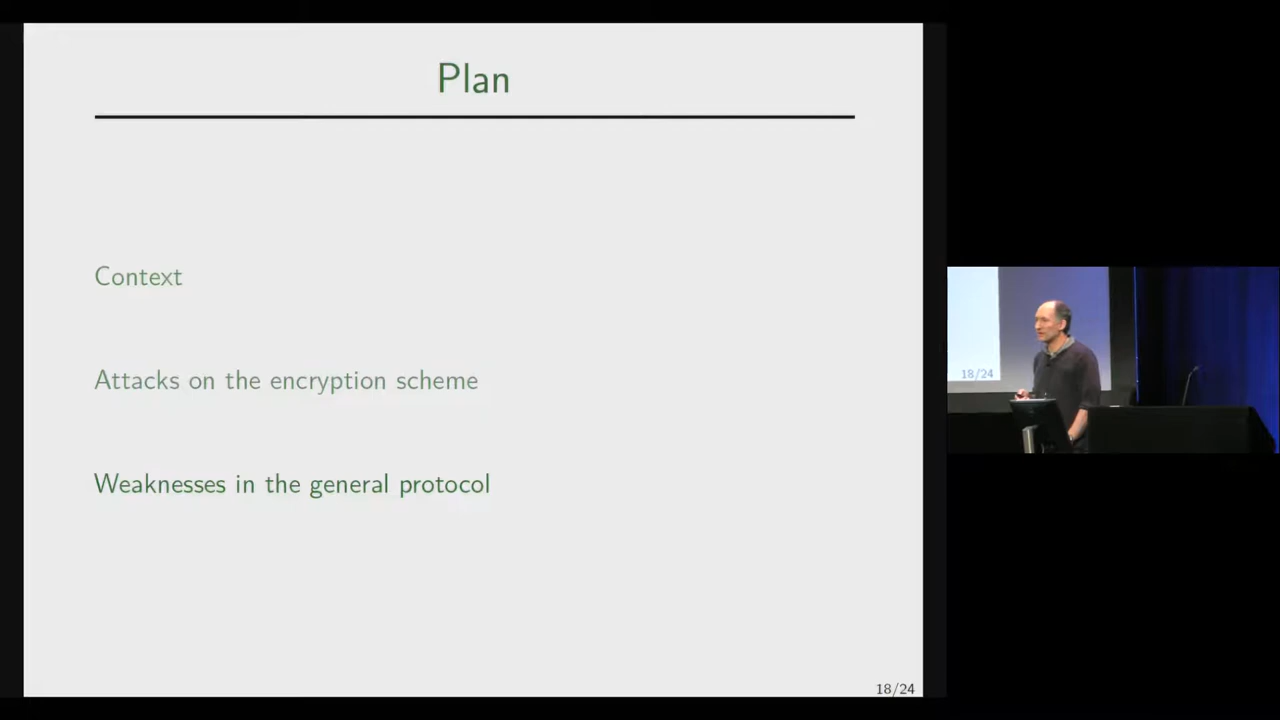 Plan
Context
Attacks on the encryption scheme
Weaknesses in the general protocol
18/24
18/24